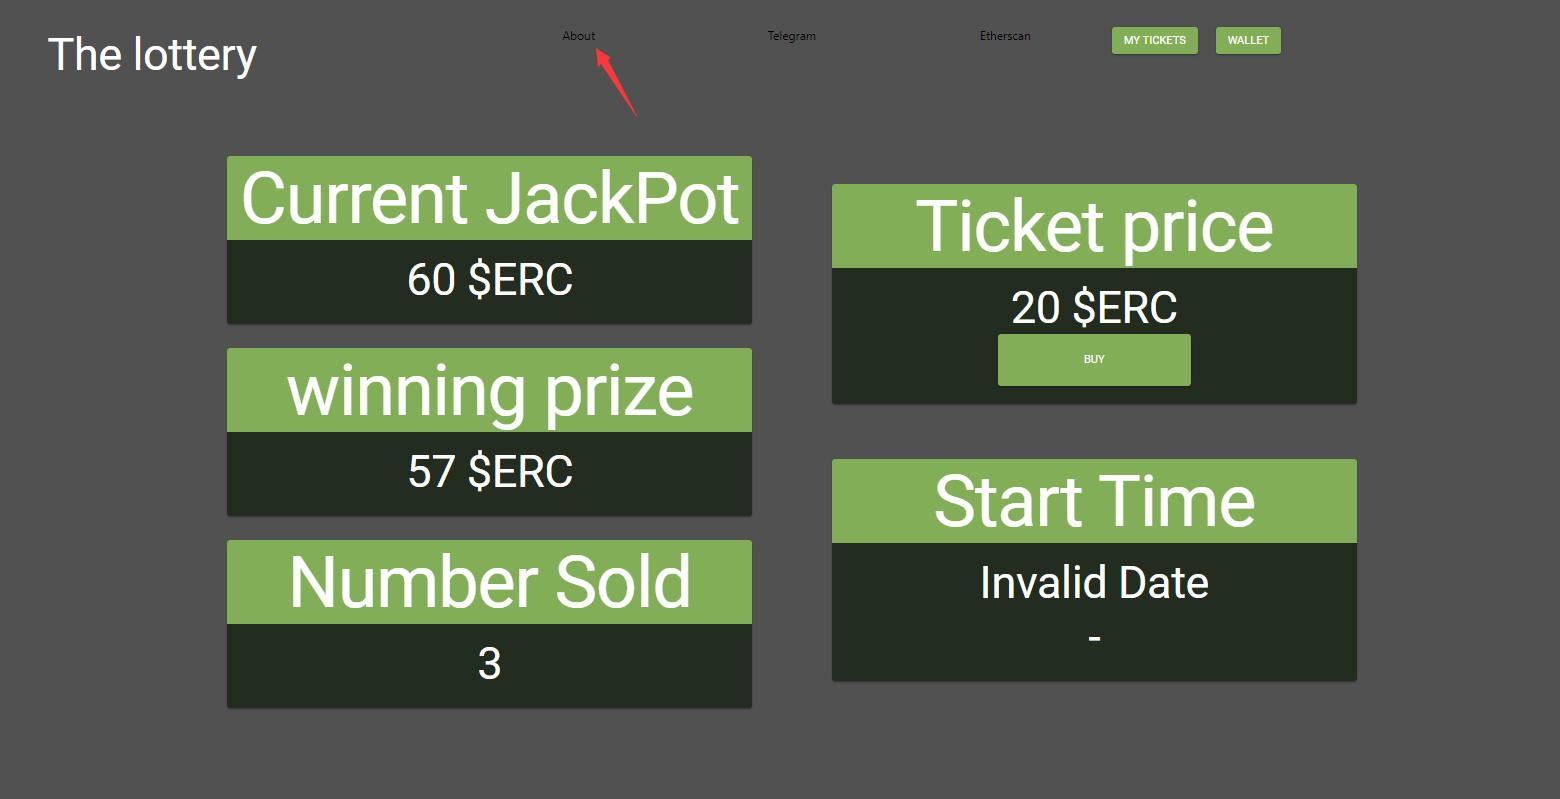 The lottery
About
Telegram
Etherscan
MY TICKETS
WALLET
Current JackPot
60 $ERC
winning prize
57 $ERC
Number Sold
3
Ticket price
20 $ERC
BUY
Start Time
Invalid Date
-